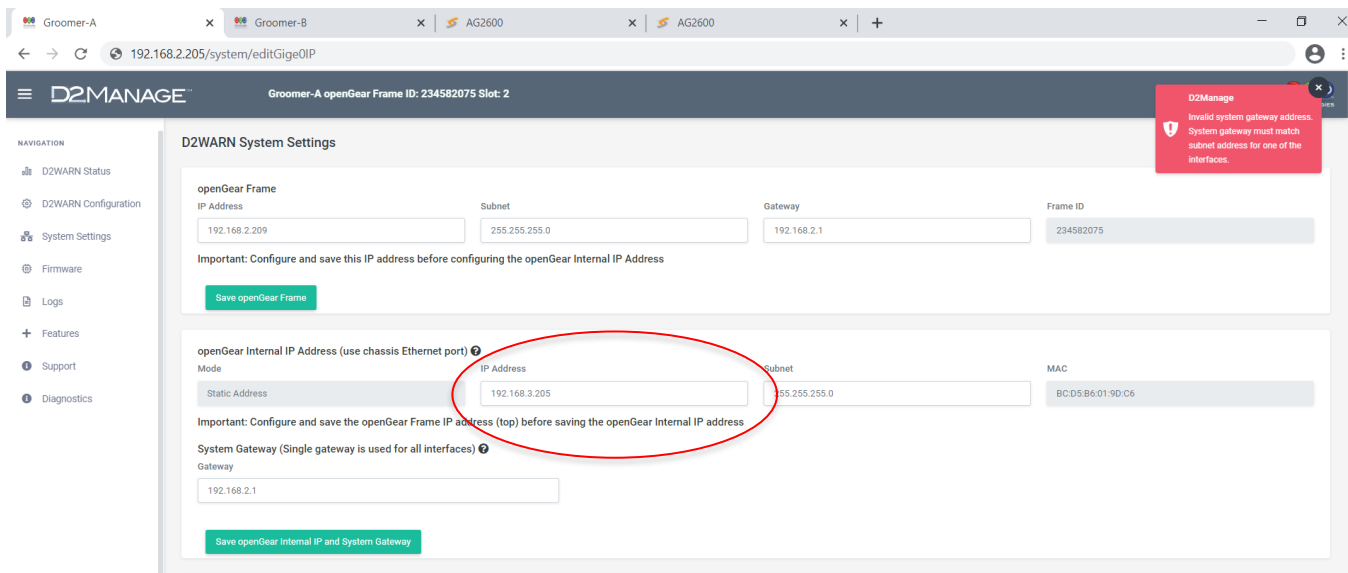 Groomer-A
Groomer-B
AG2600
AG2600
192.168.2.205/system/editGige0IP
D2MANAGE™
Groomer-A openGear Frame ID: 234582075 Slot: 2
D2Manage
Invalid system gateway address.
System gateway must match
subnet address for one of the
interfaces.
NAVIGATION
D2WARN Status
D2WARN Configuration
System Settings
Firmware
Logs
Features
Support
Diagnostics
D2WARN System Settings
openGear Frame
IP Address Subnet Gateway Frame ID
192.168.2.209 255.255.255.0 192.168.2.1 234582075
Important: Configure and save this IP address before configuring the openGear Internal IP Address
Save openGear Frame
openGear Internal IP Address (use chassis Ethernet port)
Mode IP Address Subnet MAC
Static Address 192.168.3.205 255.255.255.0 BC:D5:B6:01:9D:C6
Important: Configure and save the openGear Frame IP address (top) before saving the openGear Internal IP address
System Gateway (Single gateway is used for all interfaces)
Gateway
192.168.2.1
Save openGear Internal IP and System Gateway